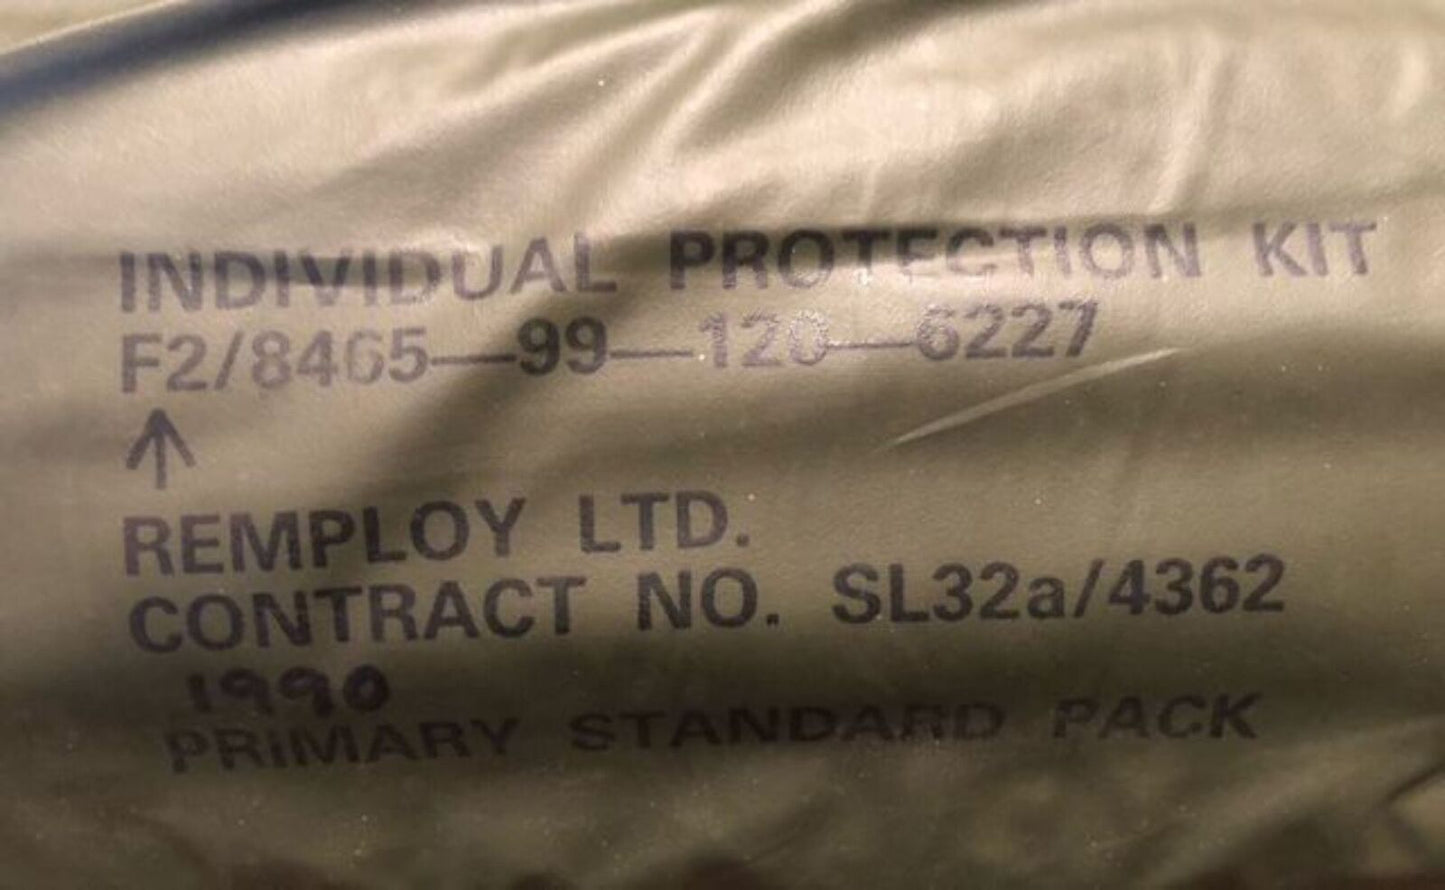 INDIVIDUAL PROTECTION KIT
F2/8465—99—120—6227
↑
REMPLOY LTD.
CONTRACT NO. SL32a/4362
1990
PRIMARY STANDARD PACK